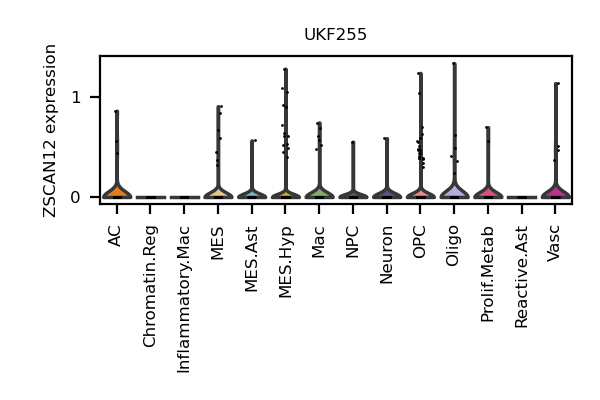 UKF255
ZSCAN12 expression
1
0
AC
Chromatin.Reg
Inflammatory.Mac
MES
MES.Ast
MES.Hyp
Mac
NPC
Neuron
OPC
Oligo
Prolif.Metab
Reactive.Ast
Vasc